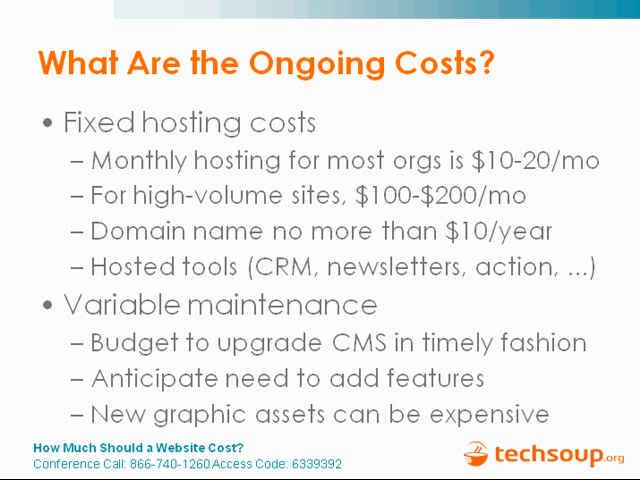 What Are the Ongoing Costs?
• Fixed hosting costs
– Monthly hosting for most orgs is $10-20/mo
– For high-volume sites, $100-$200/mo
– Domain name no more than $10/year
– Hosted tools (CRM, newsletters, action, ...)
• Variable maintenance
– Budget to upgrade CMS in timely fashion
– Anticipate need to add features
– New graphic assets can be expensive
How Much Should a Website Cost?
Conference Call: 866-740-1260 Access Code: 6339392
techsoup.org